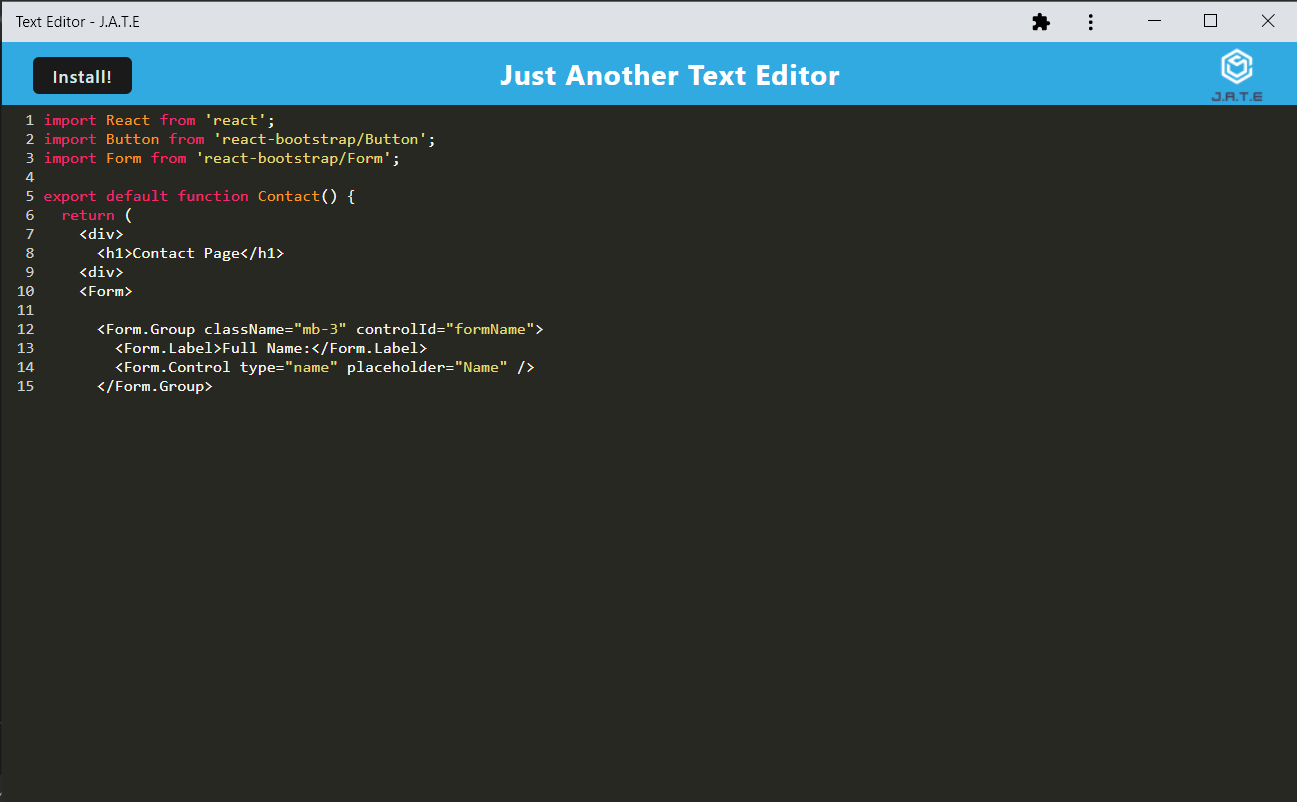 Text Editor - J.A.T.E
Install!
Just Another Text Editor
J.A.T.E
1 import React from 'react';
2 import Button from 'react-bootstrap/Button';
3 import Form from 'react-bootstrap/Form';
4
5 export default function Contact() {
6   return (
7     <div>
8       <h1>Contact Page</h1>
9     <div>
10     <Form>
11
12       <Form.Group className="mb-3" controlId="formName">
13         <Form.Label>Full Name:</Form.Label>
14         <Form.Control type="name" placeholder="Name" />
15       </Form.Group>